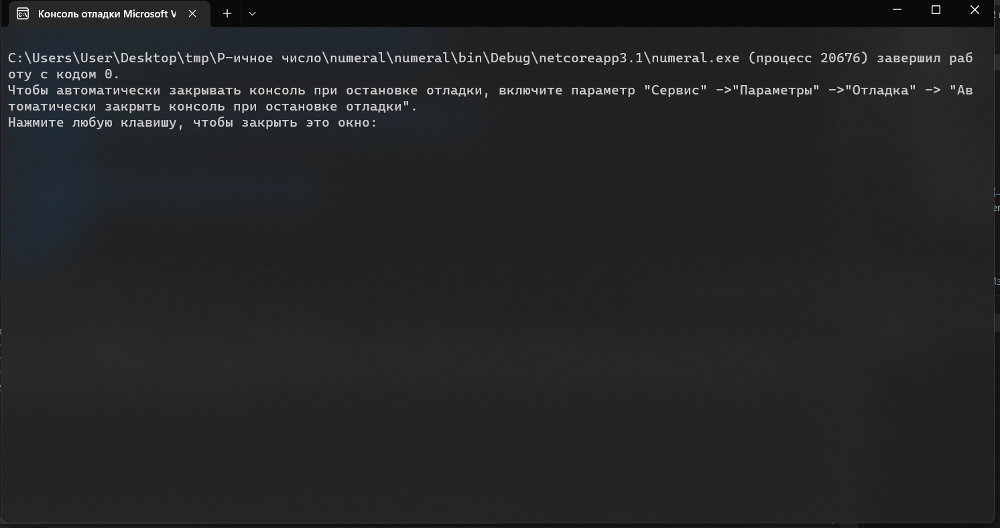 Консоль отладки Microsoft V
C:\Users\User\Desktop\tmp\P-ичное число\numeral\numeral\bin\Debug\netcoreapp3.1\numeral.exe (процесс 20676) завершил раб
оту с кодом 0.
Чтобы автоматически закрывать консоль при остановке отладки, включите параметр "Сервис" ->"Параметры" ->"Отладка" -> "Ав
томатически закрыть консоль при остановке отладки".
Нажмите любую клавишу, чтобы закрыть это окно: